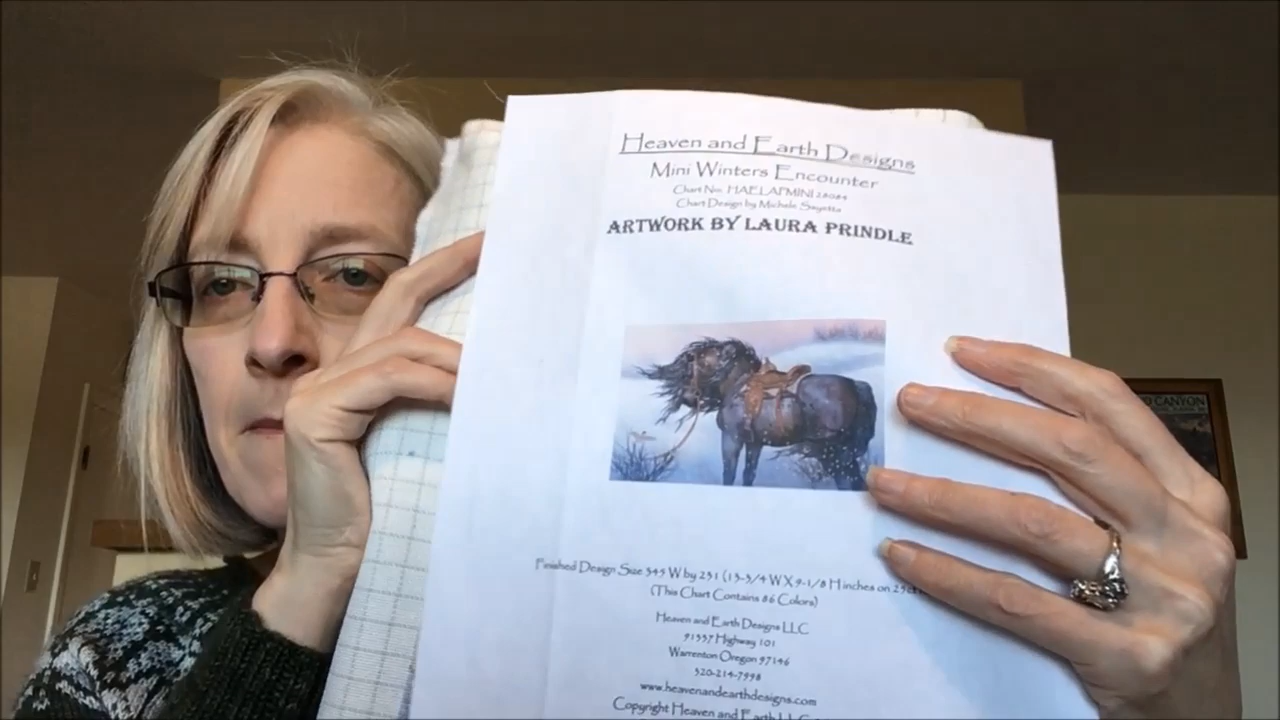 Heaven and Earth Designs
Mini Winters Encounter
Chart No: HAELAPMINI 28084
Chart Design by Michele Sayetta
ARTWORK BY LAURA PRINDLE
CANYON
Finished Design Size 345 W by 231 (13-3/4 W X 9-1/8 H inches on 25
(This Chart Contains 86 Colors)
Heaven and Earth Designs LLC
91337 Highway 101
Warrenton Oregon 97146
520-214-7998
www.heavenandearthdesigns.com
Copyright Heaven and Earth LLC